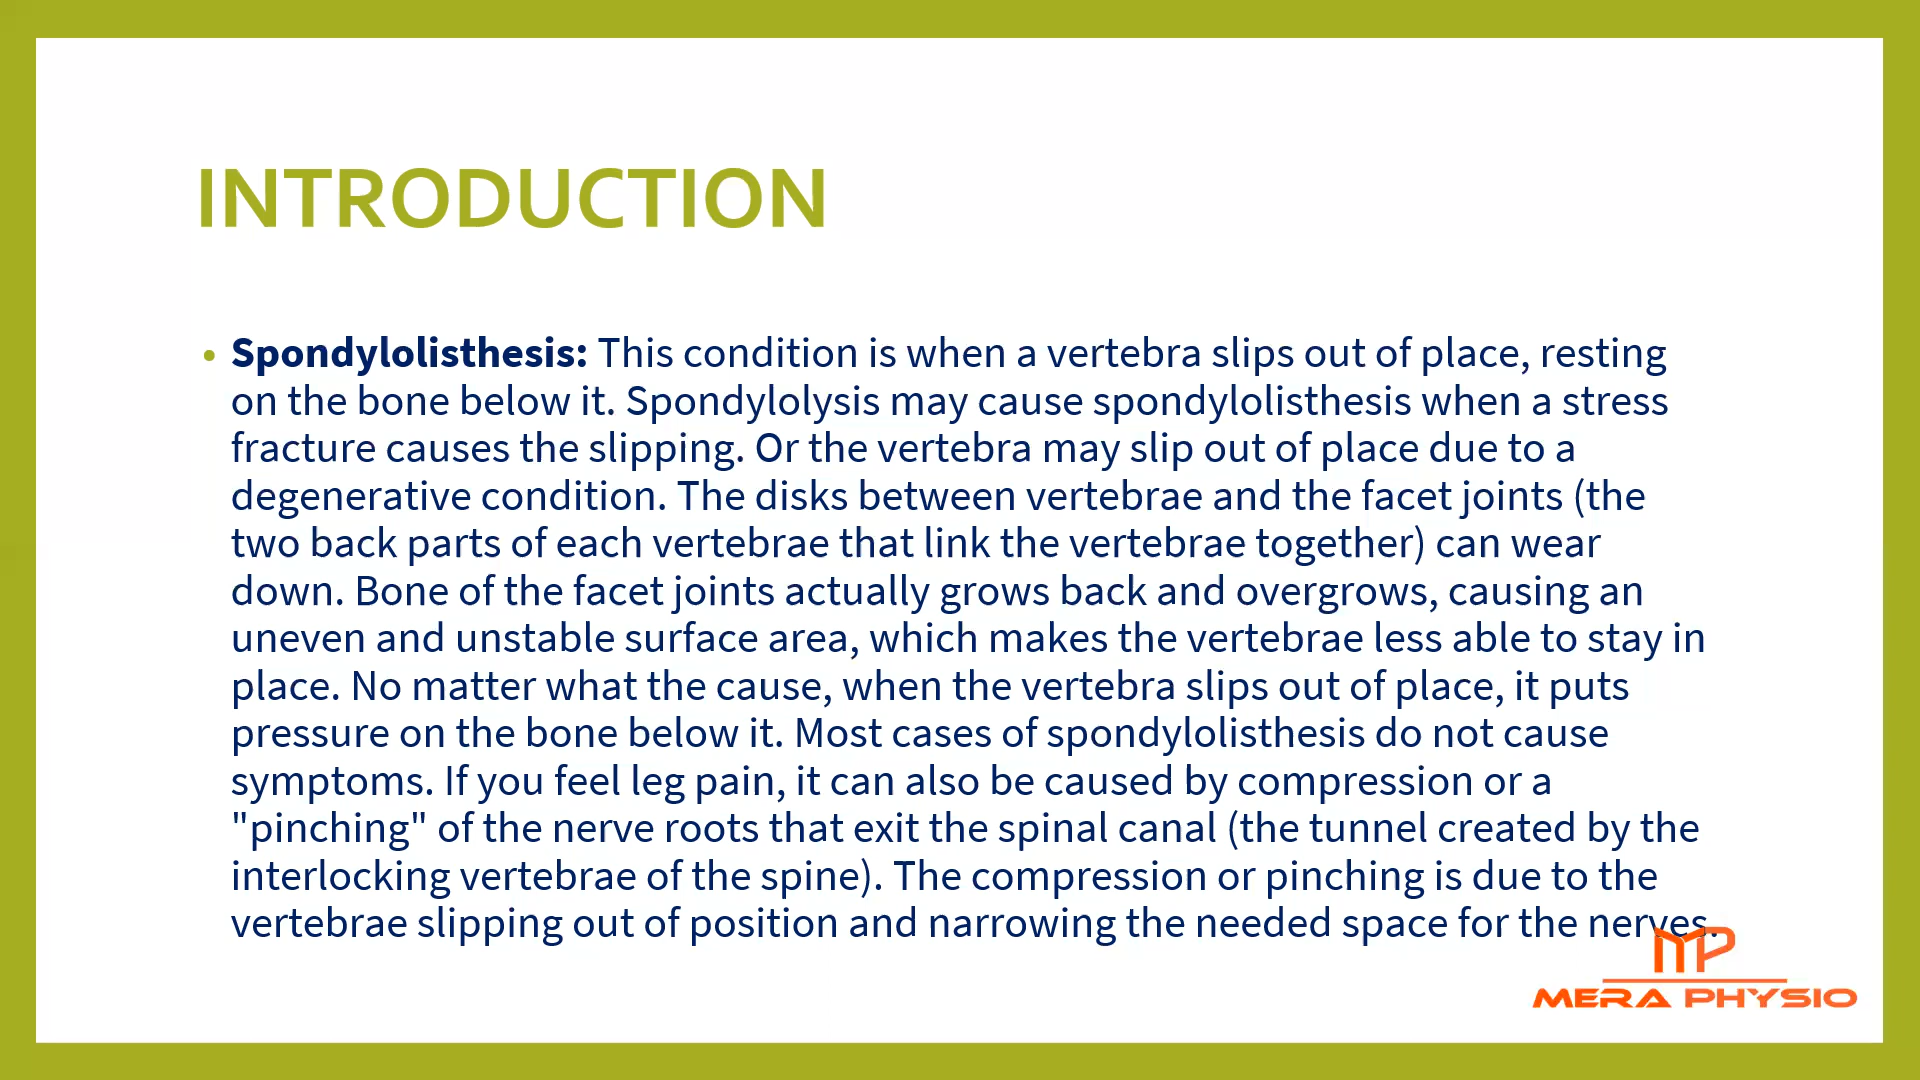 INTRODUCTION
• Spondylolisthesis: This condition is when a vertebra slips out of place, resting
on the bone below it. Spondylolysis may cause spondylolisthesis when a stress
fracture causes the slipping. Or the vertebra may slip out of place due to a
degenerative condition. The disks between vertebrae and the facet joints (the
two back parts of each vertebrae that link the vertebrae together) can wear
down. Bone of the facet joints actually grows back and overgrows, causing an
uneven and unstable surface area, which makes the vertebrae less able to stay in
place. No matter what the cause, when the vertebra slips out of place, it puts
pressure on the bone below it. Most cases of spondylolisthesis do not cause
symptoms. If you feel leg pain, it can also be caused by compression or a
"pinching" of the nerve roots that exit the spinal canal (the tunnel created by the
interlocking vertebrae of the spine). The compression or pinching is due to the
vertebrae slipping out of position and narrowing the needed space for the nerves.
MP
MERA PHYSIO